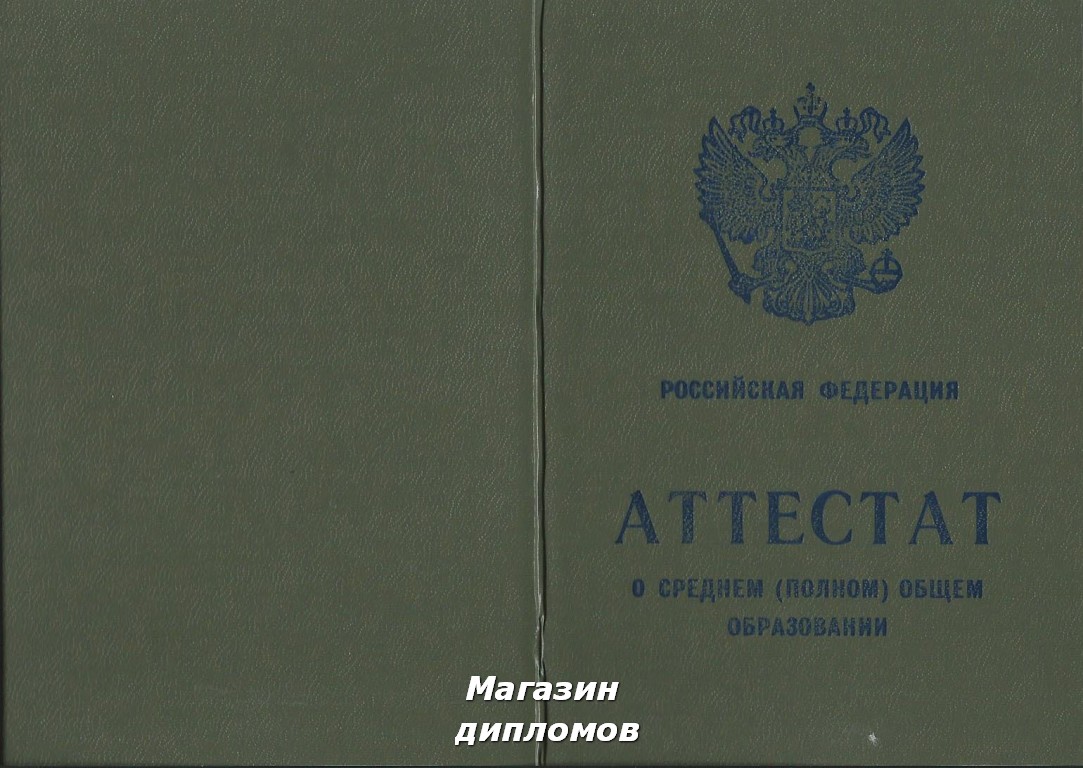 РОССИЙСКАЯ ФЕДЕРАЦИЯ
АТТЕСТАТ
О СРЕДНЕМ (ПОЛНОМ) ОБЩЕМ
ОБРАЗОВАНИИ
Магазин
дипломов